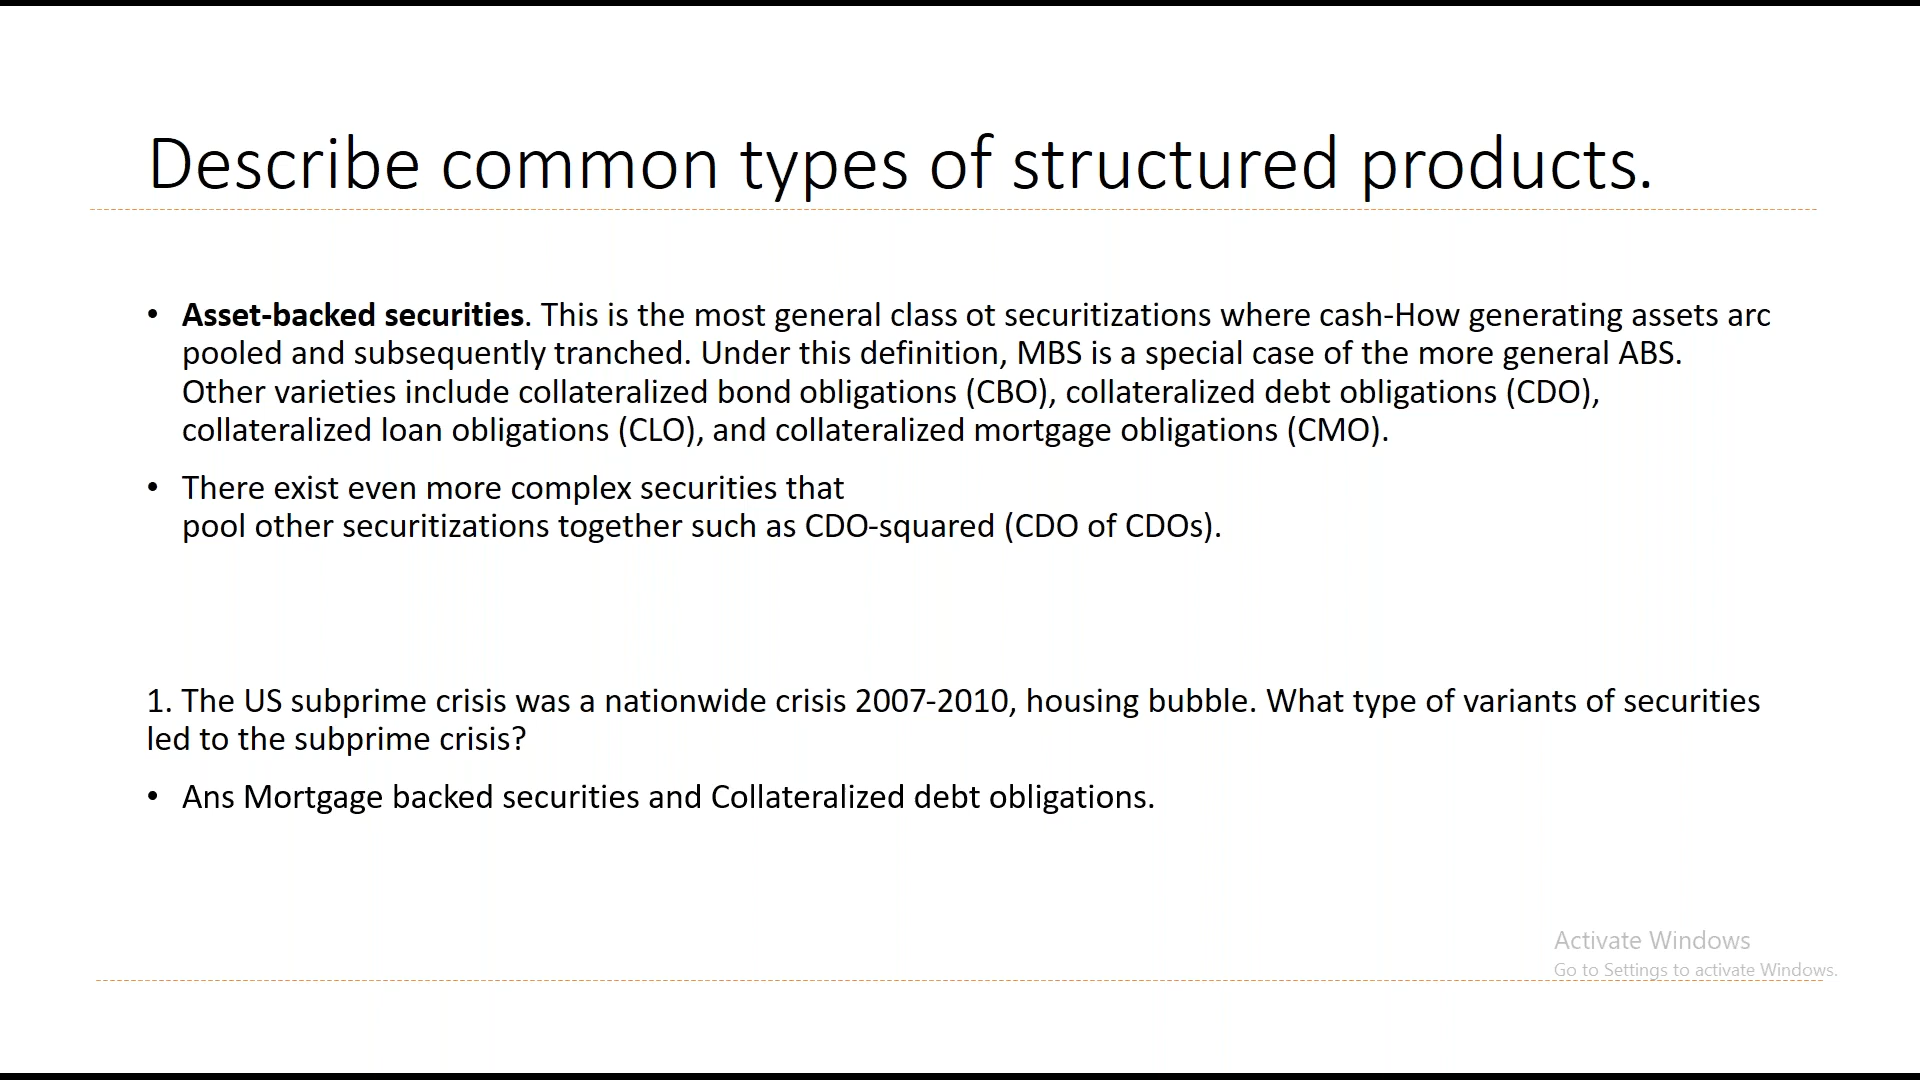 Describe common types of structured products.
• Asset-backed securities. This is the most general class ot securitizations where cash-How generating assets arc
pooled and subsequently tranched. Under this definition, MBS is a special case of the more general ABS.
Other varieties include collateralized bond obligations (CBO), collateralized debt obligations (CDO),
collateralized loan obligations (CLO), and collateralized mortgage obligations (CMO).
• There exist even more complex securities that
pool other securitizations together such as CDO-squared (CDO of CDOs).
1. The US subprime crisis was a nationwide crisis 2007-2010, housing bubble. What type of variants of securities
led to the subprime crisis?
• Ans Mortgage backed securities and Collateralized debt obligations.
Activate Windows
Go to Settings to activate Windows.